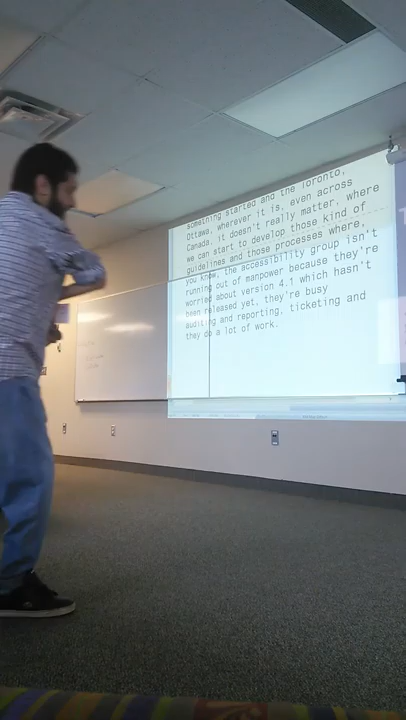 something started and the Toronto,
Ottawa, wherever it is, even across
Canada, it doesn't really matter, where
we can start to develop those kind of
guidelines and those processes where,
you know, the accessibility group isn't
running out of manpower because they're
worried about version 4.1 which hasn't
been released yet, they're busy
auditing and reporting, ticketing and
they do a lot of work.